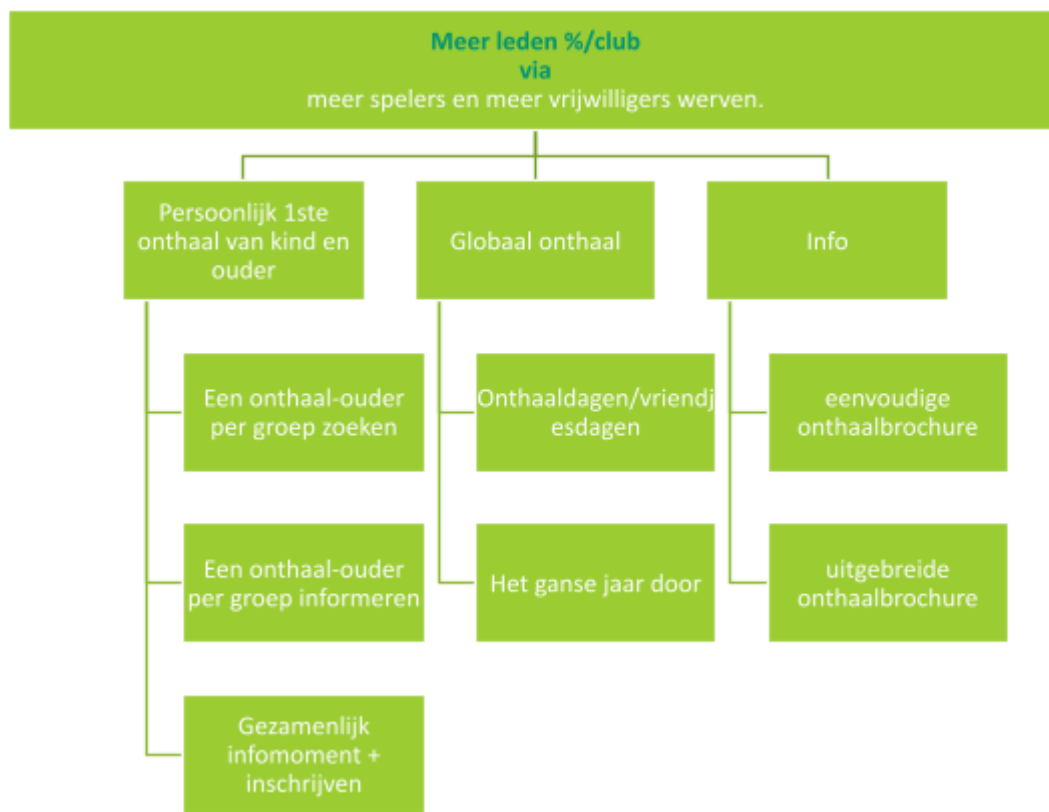 Meer leden %/club
via
meer spelers en meer vrijwilligers werven.
Persoonlijk 1ste
onthaal van kind en
ouder
Globaal onthaal
Info
Een onthaal-ouder
per groep zoeken
Onthaaldagen/vriendj
esdagen
eenvoudige
onthaalbrochure
Een onthaal-ouder
per groep informeren
Het ganse jaar door
uitgebreide
onthaalbrochure
Gezamenlijk
infomoment +
inschrijven